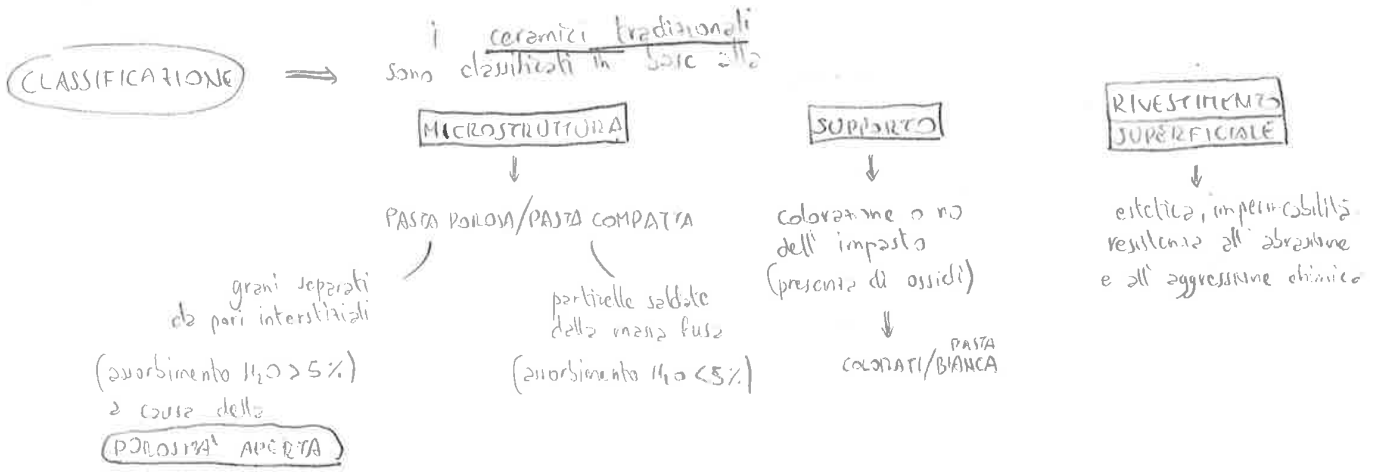 CLASSIFICAZIONE ⇒ i ceramici tradizionali
sono classificati in base alla
MICROSTRUTTURA
PASTA POROSA/PASTA COMPATTA
grani separati
da pori interstiziali
(assorbimento H₂O > 5%)
a causa della
POROSITA' APERTA
particelle saldate
dalla massa fusa
(assorbimento H₂O < 5%)
SUPPORTO
colorazione o no
dell' impasto
(presenza di ossidi)
COLORATI/BIANCA
PASTA
RIVESTIMENTO
SUPERFICIALE
estetica, impermeabilità
resistenza all' abrasione
e all' aggressione chimica